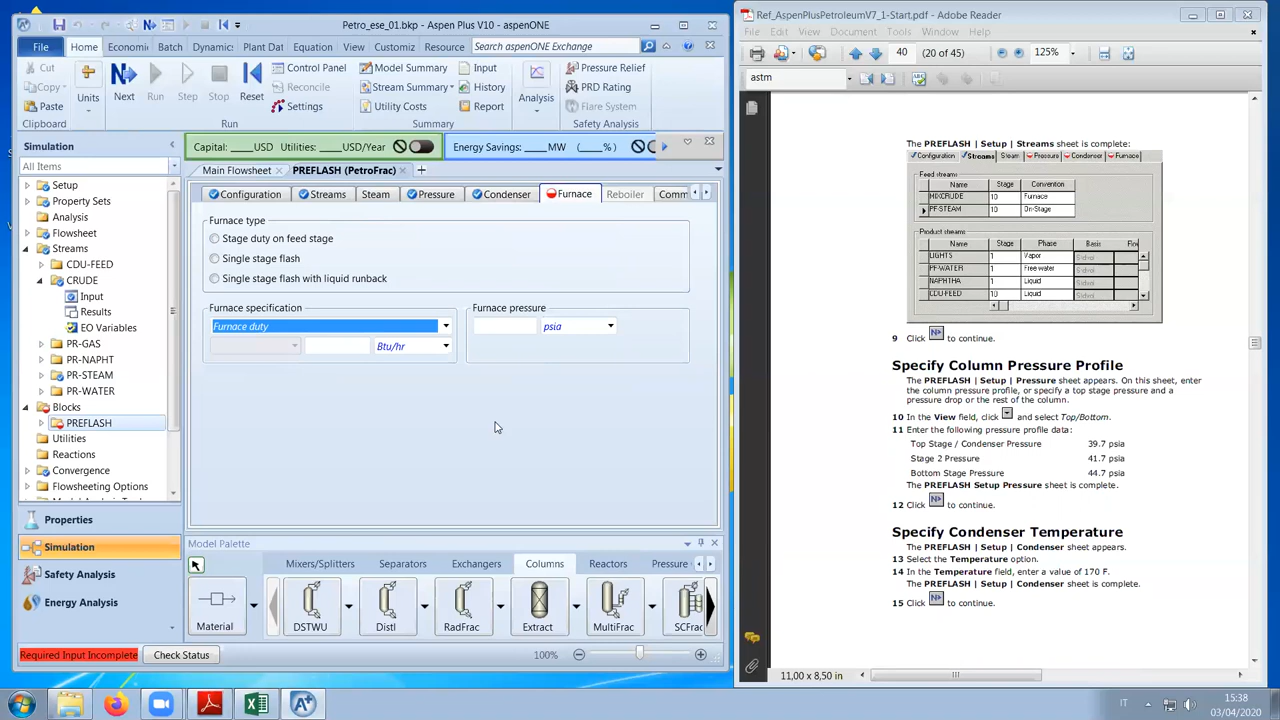 Petro_ese_01.bkp - Aspen Plus V10 - aspenONE
File Home Economic Batch Dynamic Plant Dat Equation View Customiz Resource Search aspenONE Exchange
Cut
Copy
Paste
Clipboard
Units
Next Run Step Stop Reset
Control Panel
Reconcile
Settings
Run
Model Summary Input
Stream Summary History
Utility Costs Report
Summary
Analysis
Pressure Relief
PRD Rating
Flare System
Safety Analysis
Simulation
All Items
Capital: ____USD Utilities: ____USD/Year
Energy Savings: ____MW (____%)
Main Flowsheet PREFLASH (PetroFrac)
Configuration Streams Steam Pressure Condenser Furnace Reboiler Comm
Setup
Property Sets
Analysis
Flowsheet
Streams
CDU-FEED
CRUDE
Input
Results
EO Variables
PR-GAS
PR-NAPHT
PR-STEAM
PR-WATER
Blocks
PREFLASH
Utilities
Reactions
Convergence
Flowsheeting Options
Furnace type
Stage duty on feed stage
Single stage flash
Single stage flash with liquid runback
Furnace specification
Furnace duty
Btu/hr
Furnace pressure
psia
Properties
Simulation
Safety Analysis
Energy Analysis
Model Palette
Mixers/Splitters Separators Exchangers Columns Reactors Pressure
Material DSTWU Distl RadFrac Extract MultiFrac SCFrac
Required Input Incomplete Check Status
100%
Ref_AspenPlusPetroleumV7_1-Start.pdf - Adobe Reader
File Edit View Document Tools Window Help
40 (20 of 45) 125%
astm
The PREFLASH | Setup | Streams sheet is complete:
Configuration Streams Steam Pressure Condenser Furnace
Feed streams
Name Stage Convention
MIXCRUDE 10 Furnace
PF-STEAM 10 On-Stage
Product streams
Name Stage Phase Basis
LIGHTS 1 Vapor Stdvol
PF-WATER 1 Free water Stdvol
NAPHTHA 1 Liquid Stdvol
CDU-FEED 10 Liquid Stdvol
9 Click N> to continue.
Specify Column Pressure Profile
The PREFLASH | Setup | Pressure sheet appears. On this sheet, enter
the column pressure profile, or specify a top stage pressure and a
pressure drop or the rest of the column.
10 In the View field, click and select Top/Bottom.
11 Enter the following pressure profile data:
Top Stage / Condenser Pressure 39.7 psia
Stage 2 Pressure 41.7 psia
Bottom Stage Pressure 44.7 psia
The PREFLASH Setup Pressure sheet is complete.
12 Click N> to continue.
Specify Condenser Temperature
The PREFLASH | Setup | Condenser sheet appears.
13 Select the Temperature option.
14 In the Temperature field, enter a value of 170 F.
The PREFLASH | Setup | Condenser sheet is complete.
15 Click N> to continue.
11,00 x 8,50 in
IT
15:38
03/04/2020